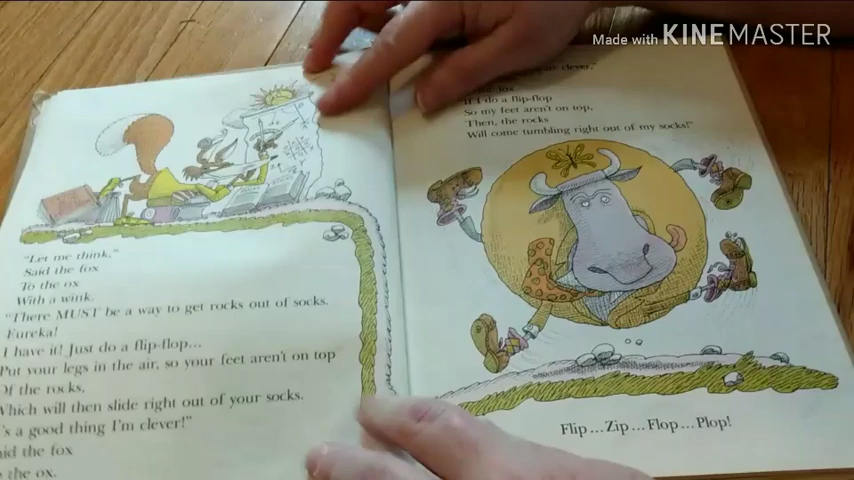 Made with KINEMASTER
"Let me think."
Said the fox
To the ox
With a wink.
"There MUST be a way to get rocks out of socks.
Eureka!
I have it! Just do a flip-flop...
Put your legs in the air, so your feet aren't on top
Of the rocks,
Which will then slide right out of your socks.
's a good thing I'm clever!"
aid the fox
the ox.
clever,"
fox.
"If I do a flip-flop
So my feet aren't on top,
Then, the rocks
Will come tumbling right out of my socks!"
Flip...Zip...Flop...Plop!